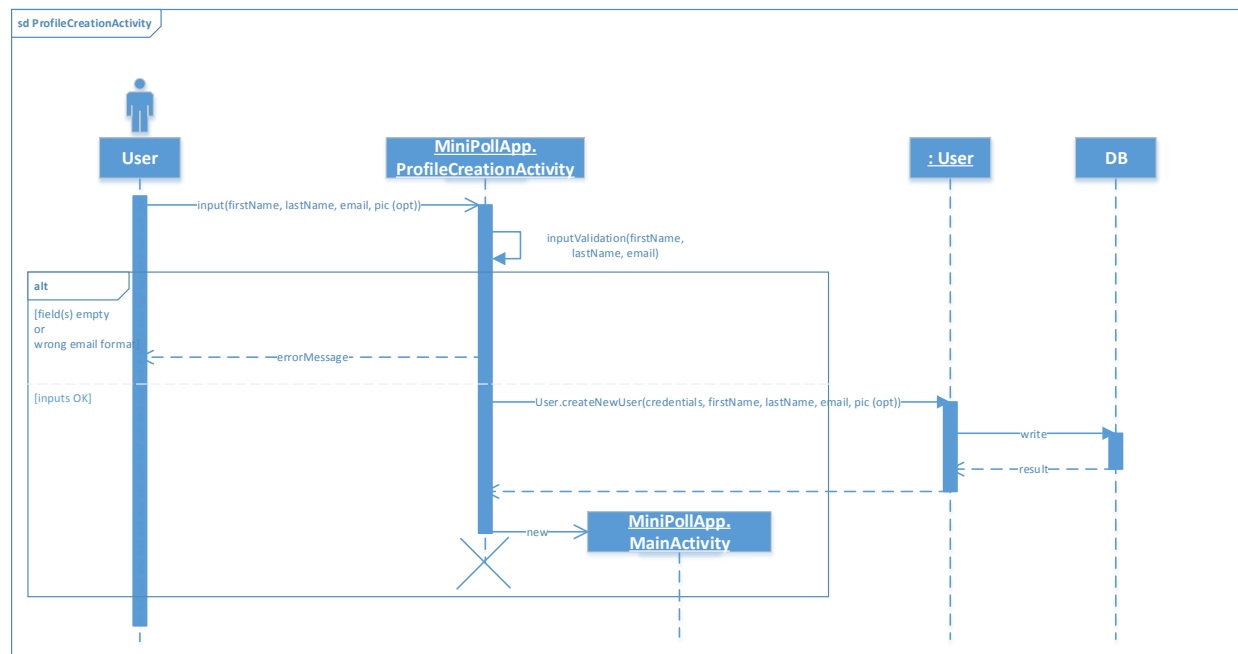 sd ProfileCreationActivity
User
MiniPollApp.
ProfileCreationActivity
: User
DB
input(firstName, lastName, email, pic (opt))
inputValidation(firstName,
lastName, email)
alt
[field(s) empty
or
wrong email format]
errorMessage
[inputs OK]
User.createNewUser(credentials, firstName, lastName, email, pic (opt))
write
result
new
MiniPollApp.
MainActivity